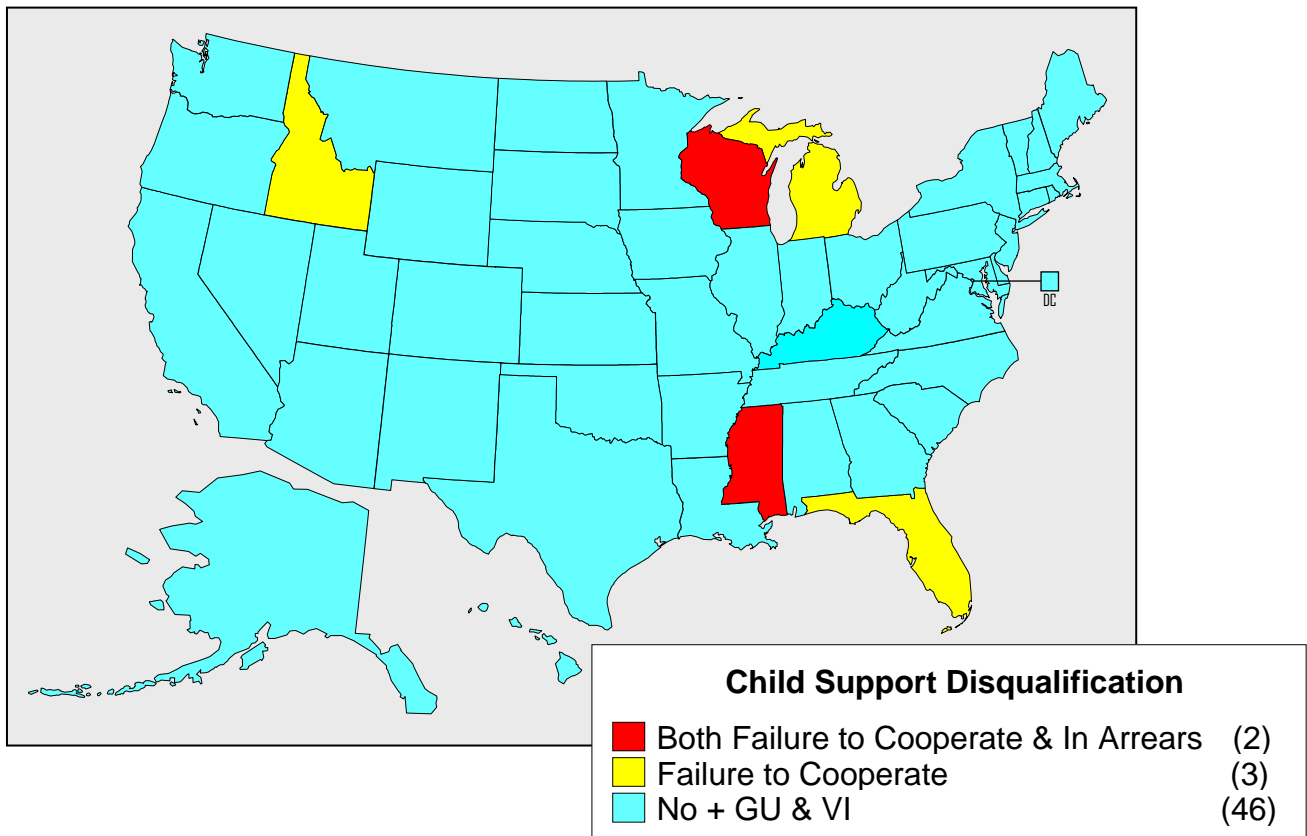 DC
Child Support Disqualification
Both Failure to Cooperate & In Arrears (2)
Failure to Cooperate (3)
No + GU & VI (46)